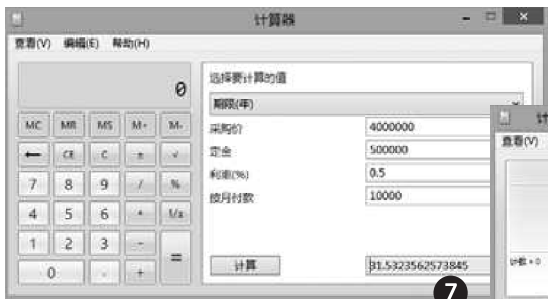 计算器
查看(V) 编辑(E) 帮助(H)
0
MC MR MS M+ M-
← CE C ± √
7 8 9 / %
4 5 6 * 1/x
1 2 3 - =
0 . +
选择要计算的值
期限(年)
采购价 4000000
定金 500000
利率(%) 0.5
按月付款 10000
计算 31.5323562573845
查看(V)
计数 = 0
7